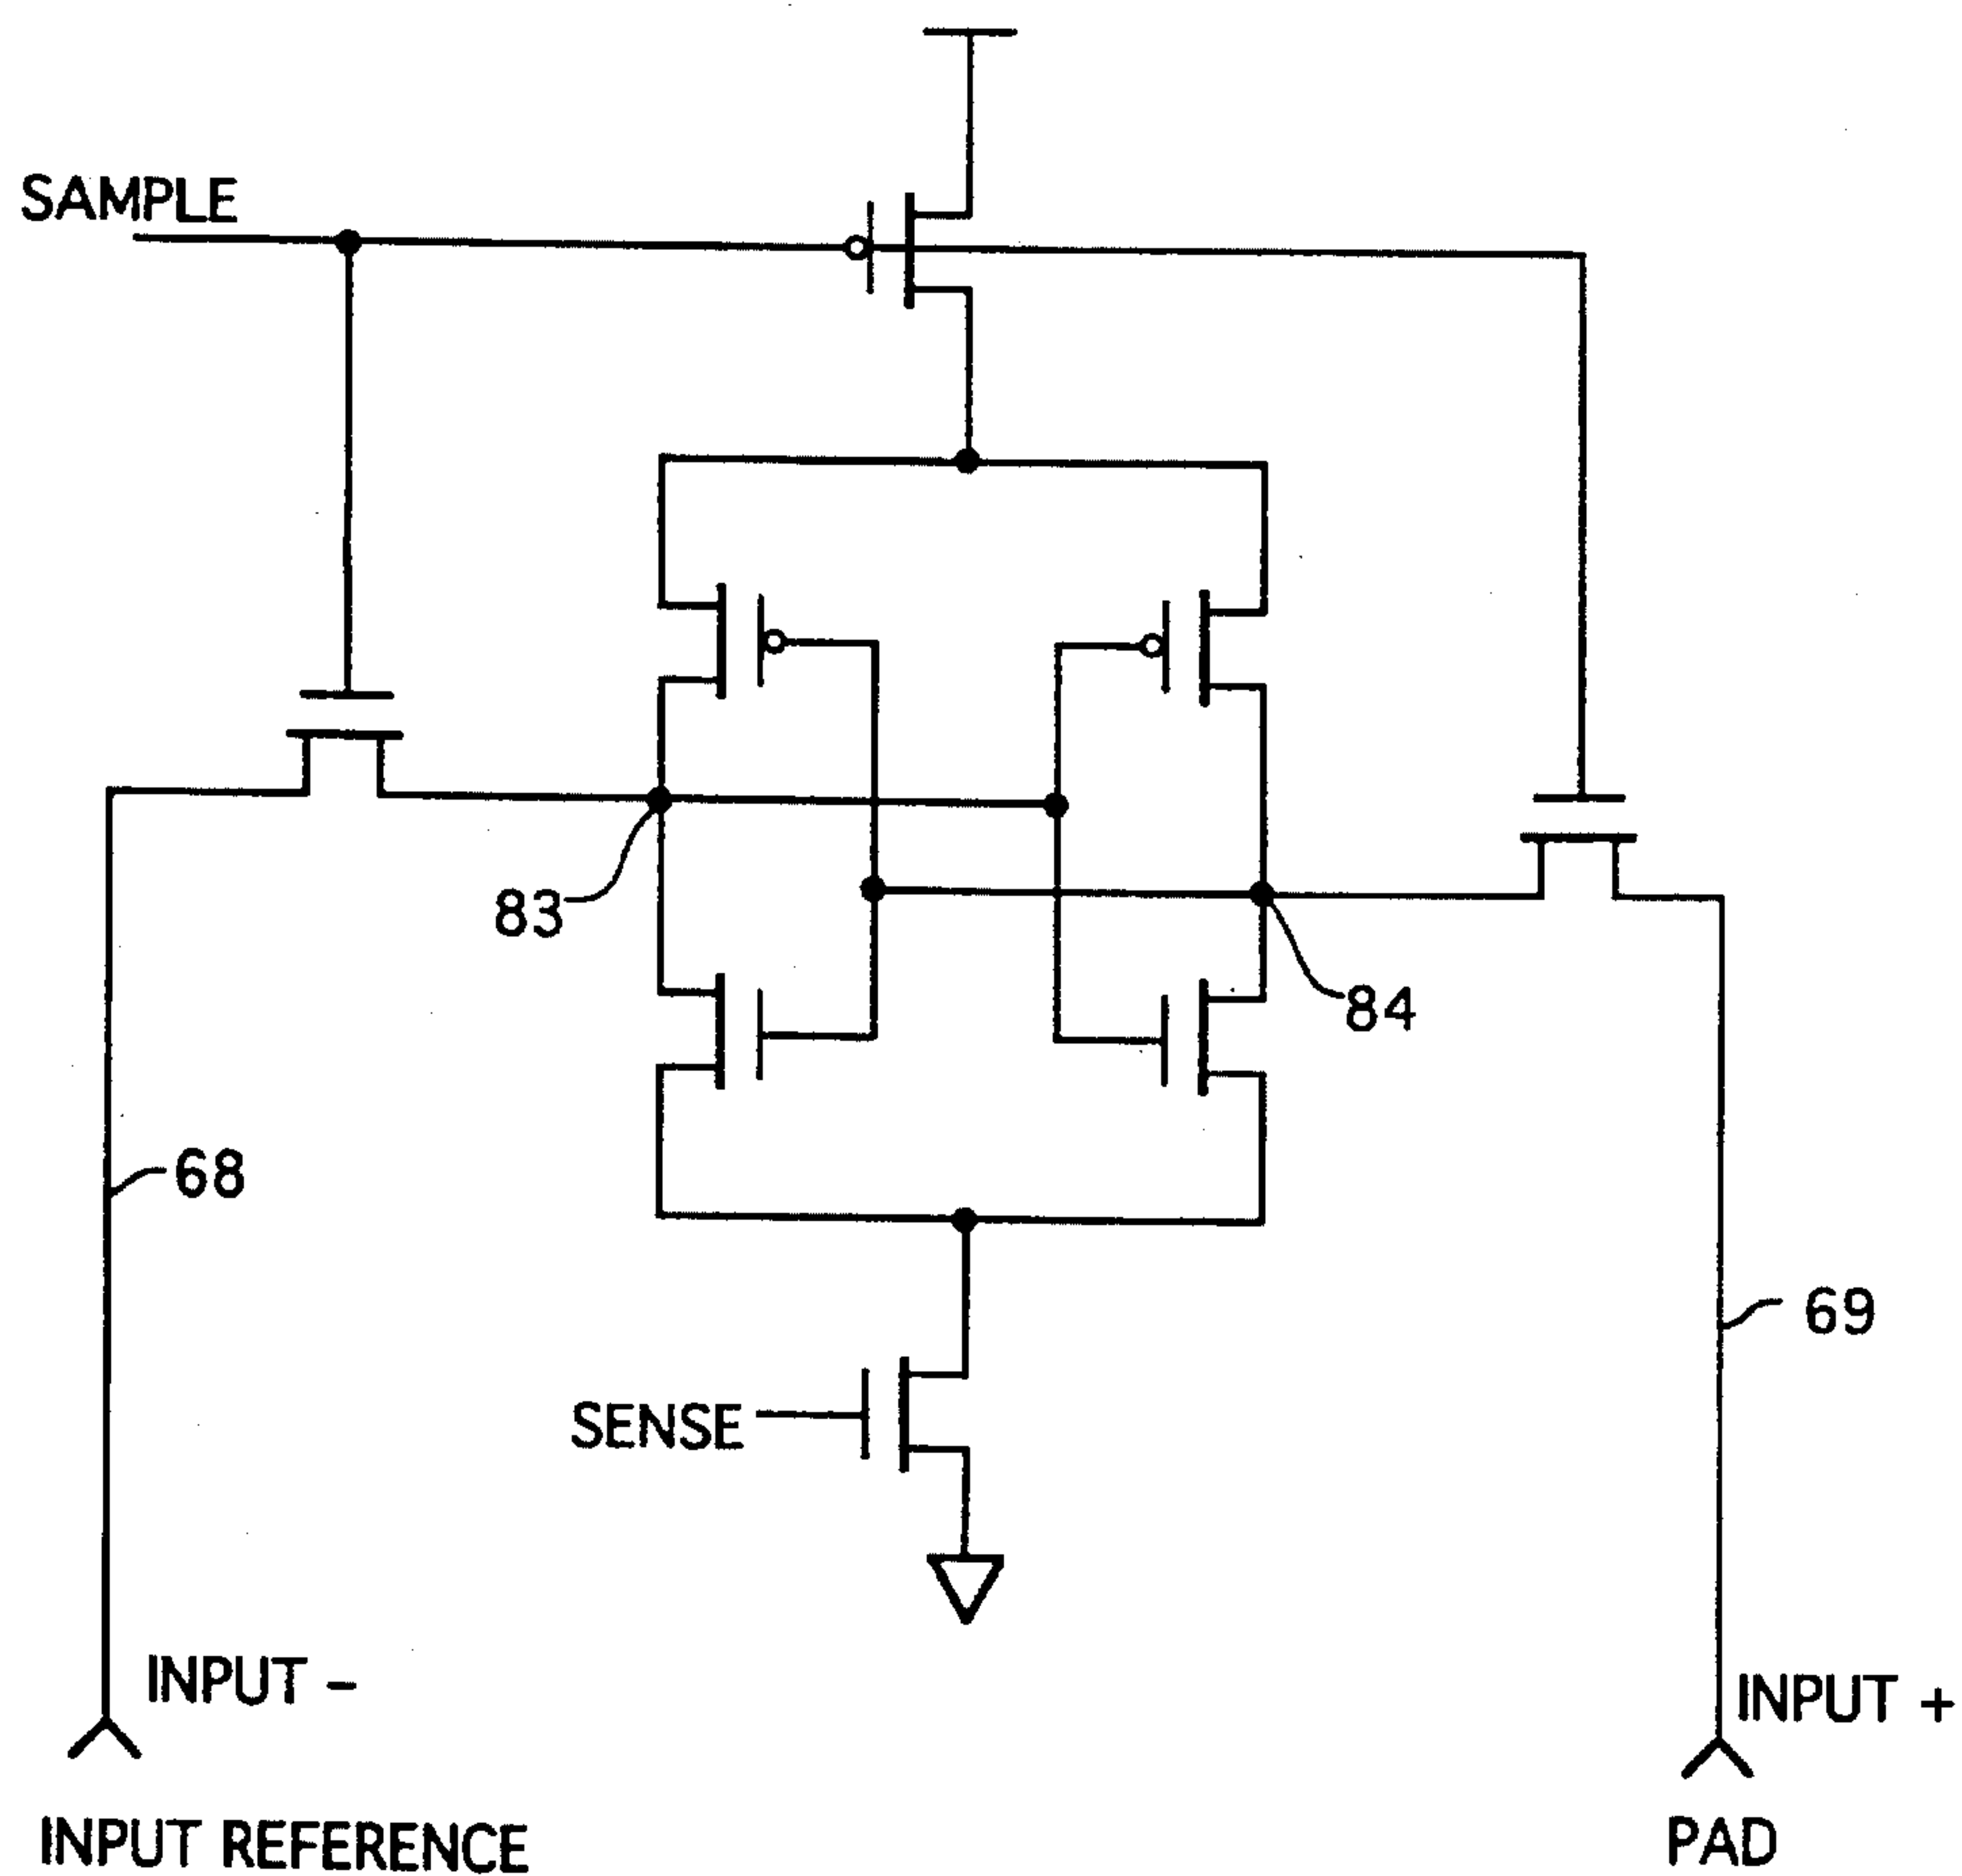 SAMPLE
83
84
68
69
SENSE
INPUT -
INPUT +
INPUT REFERENCE
PAD